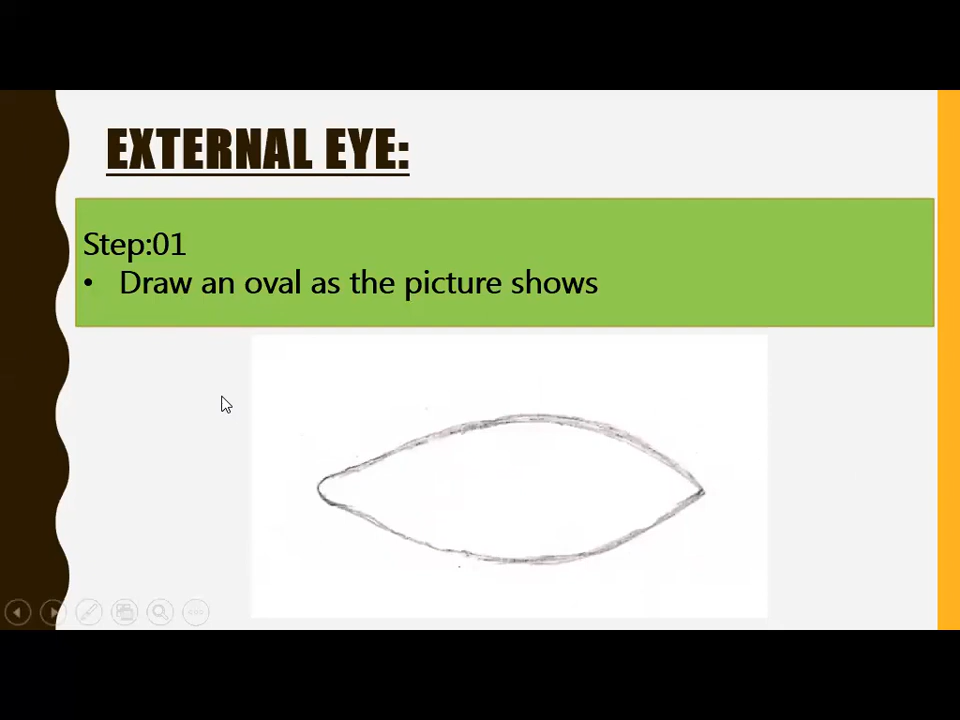 EXTERNAL EYE:
Step:01
• Draw an oval as the picture shows